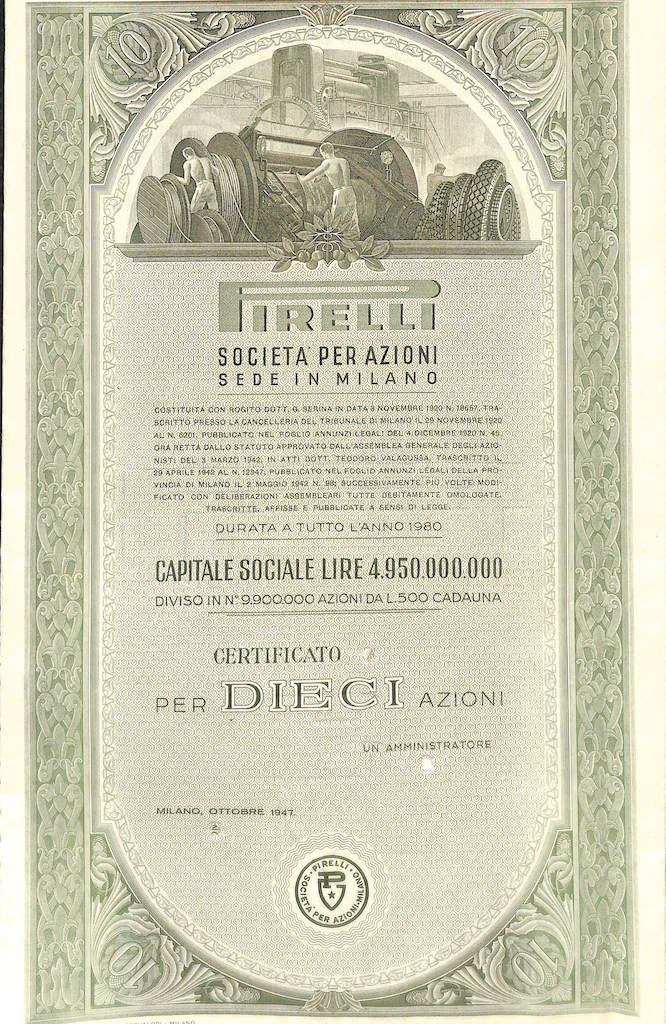 10 10
PIRELLI
SOCIETA' PER AZIONI
SEDE IN MILANO
COSTITUITA CON ROGITO DOTT. G. SERINA IN DATA 3 NOVEMBRE 1920 N. 18657, TRA-
SCRITTO PRESSO LA CANCELLERIA DEL TRIBUNALE DI MILANO IL 29 NOVEMBRE 1920
AL N. 6201, PUBBLICATO NEL FOGLIO ANNUNZI LEGALI DEL 4 DICEMBRE 1920 N. 45,
ORA RETTA DALLO STATUTO APPROVATO DALL'ASSEMBLEA GENERALE DEGLI AZIO-
NISTI DEL 3 MARZO 1942, IN ATTI DOTT. TEODORO VALAGUSSA, TRASCRITTO IL
29 APRILE 1942 AL N. 12947, PUBBLICATO NEL FOGLIO ANNUNZI LEGALI DELLA PRO-
VINCIA DI MILANO IL 2 MAGGIO 1942 N. 98; SUCCESSIVAMENTE PIÙ VOLTE MODI-
FICATO CON DELIBERAZIONI ASSEMBLEARI TUTTE DEBITAMENTE OMOLOGATE,
TRASCRITTE, AFFISSE E PUBBLICATE A SENSI DI LEGGE.
DURATA A TUTTO L'ANNO 1980
CAPITALE SOCIALE LIRE 4.950.000.000
DIVISO IN N° 9.900.000 AZIONI DA L. 500 CADAUNA
CERTIFICATO
PER DIECI AZIONI
UN AMMINISTRATORE
MILANO, OTTOBRE 1947.
2
PIRELLI · SOCIETÀ PER AZIONI · MILANO
10 10
MILANO